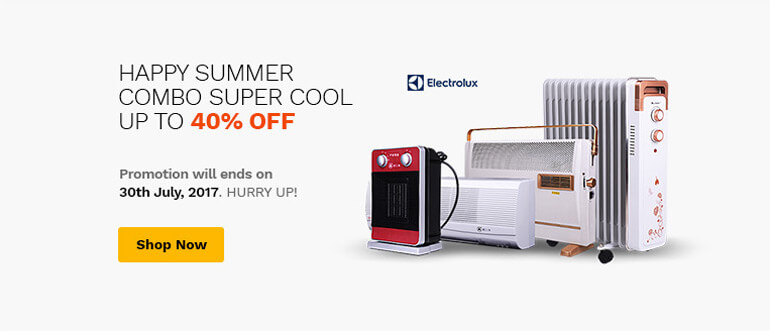 HAPPY SUMMER
COMBO SUPER COOL
UP TO 40% OFF
Promotion will ends on
30th July, 2017. HURRY UP!
Shop Now
Electrolux